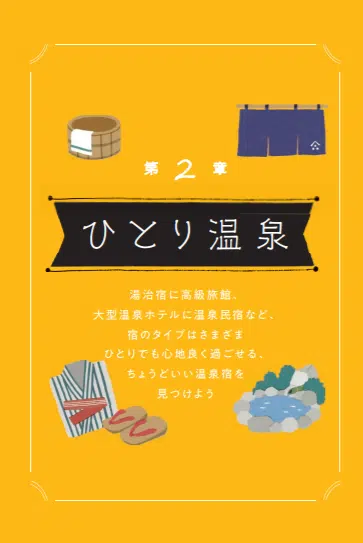 第2章
ひとり温泉
湯治宿に高級旅館、
大型温泉ホテルに温泉民宿など、
宿のタイプはさまざま
ひとりでも心地良く過ごせる、
ちょうどいい温泉宿を
見つけよう